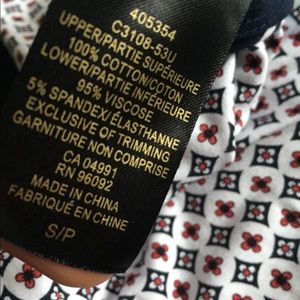 405354
C3108-53U
UPPER/PARTIE SUPÉRIEURE
100% COTTON/COTON
LOWER/PARTIE INFÉRIEURE
95% VISCOSE
5% SPANDEX/ÉLASTHANNE
EXCLUSIVE OF TRIMMING
GARNITURE NON COMPRISE
CA 04991
RN 96092
MADE IN CHINA
FABRIQUÉ EN CHINE
S/P